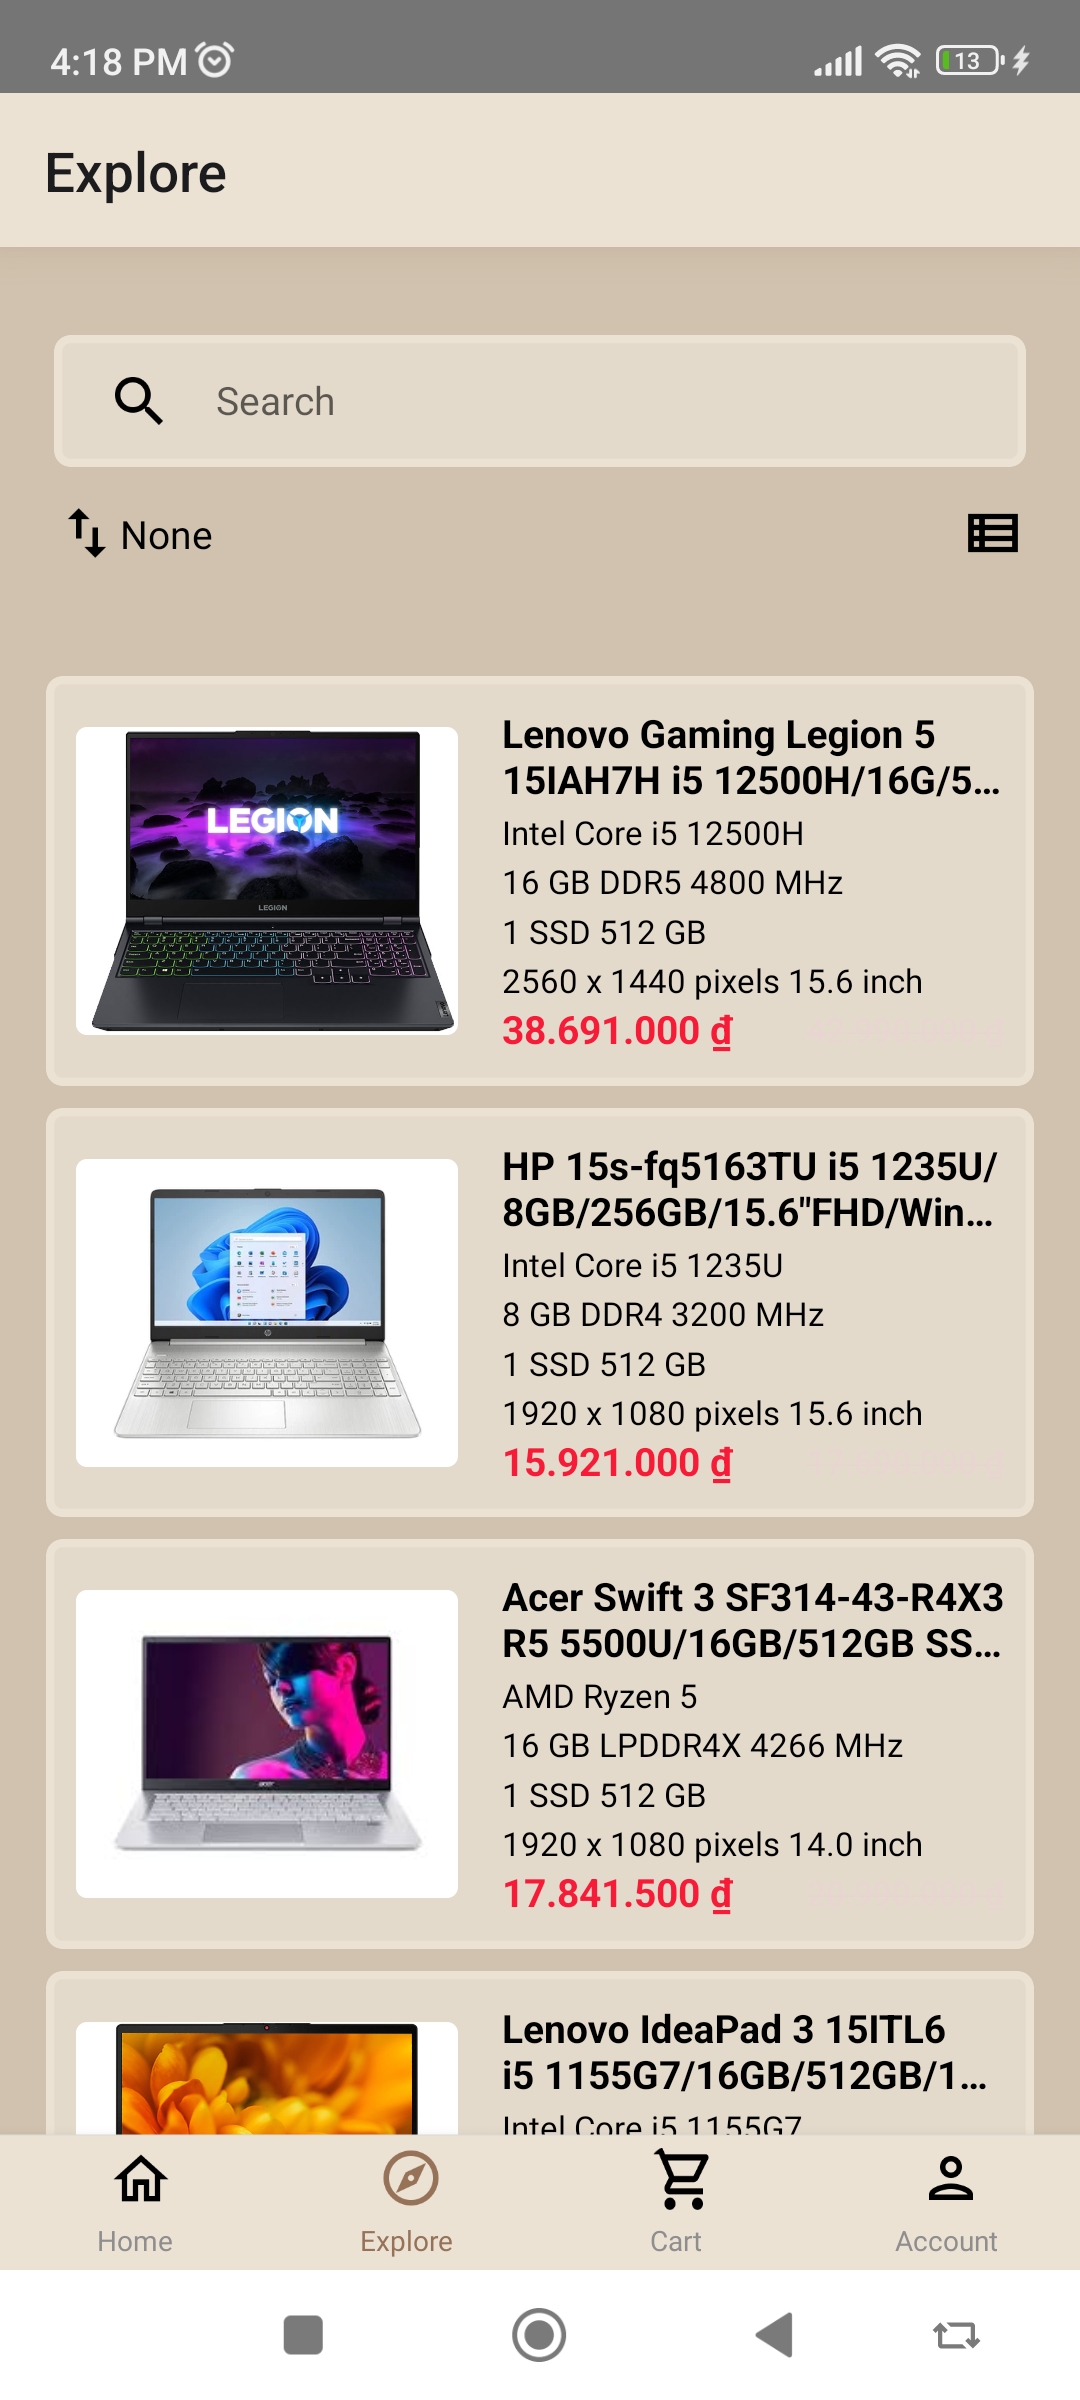 4:18 PM
13
Explore
Search
None
LEGION
LEGION
Lenovo Gaming Legion 5
15IAH7H i5 12500H/16G/5...
Intel Core i5 12500H
16 GB DDR5 4800 MHz
1 SSD 512 GB
2560 x 1440 pixels 15.6 inch
38.691.000 ₫
HP 15s-fq5163TU i5 1235U/
8GB/256GB/15.6"FHD/Win...
Intel Core i5 1235U
8 GB DDR4 3200 MHz
1 SSD 512 GB
1920 x 1080 pixels 15.6 inch
15.921.000 ₫
acer
Acer Swift 3 SF314-43-R4X3
R5 5500U/16GB/512GB SS...
AMD Ryzen 5
16 GB LPDDR4X 4266 MHz
1 SSD 512 GB
1920 x 1080 pixels 14.0 inch
17.841.500 ₫
Lenovo IdeaPad 3 15ITL6
i5 1155G7/16GB/512GB/1...
Intel Core i5 1155G7
Home
Explore
Cart
Account